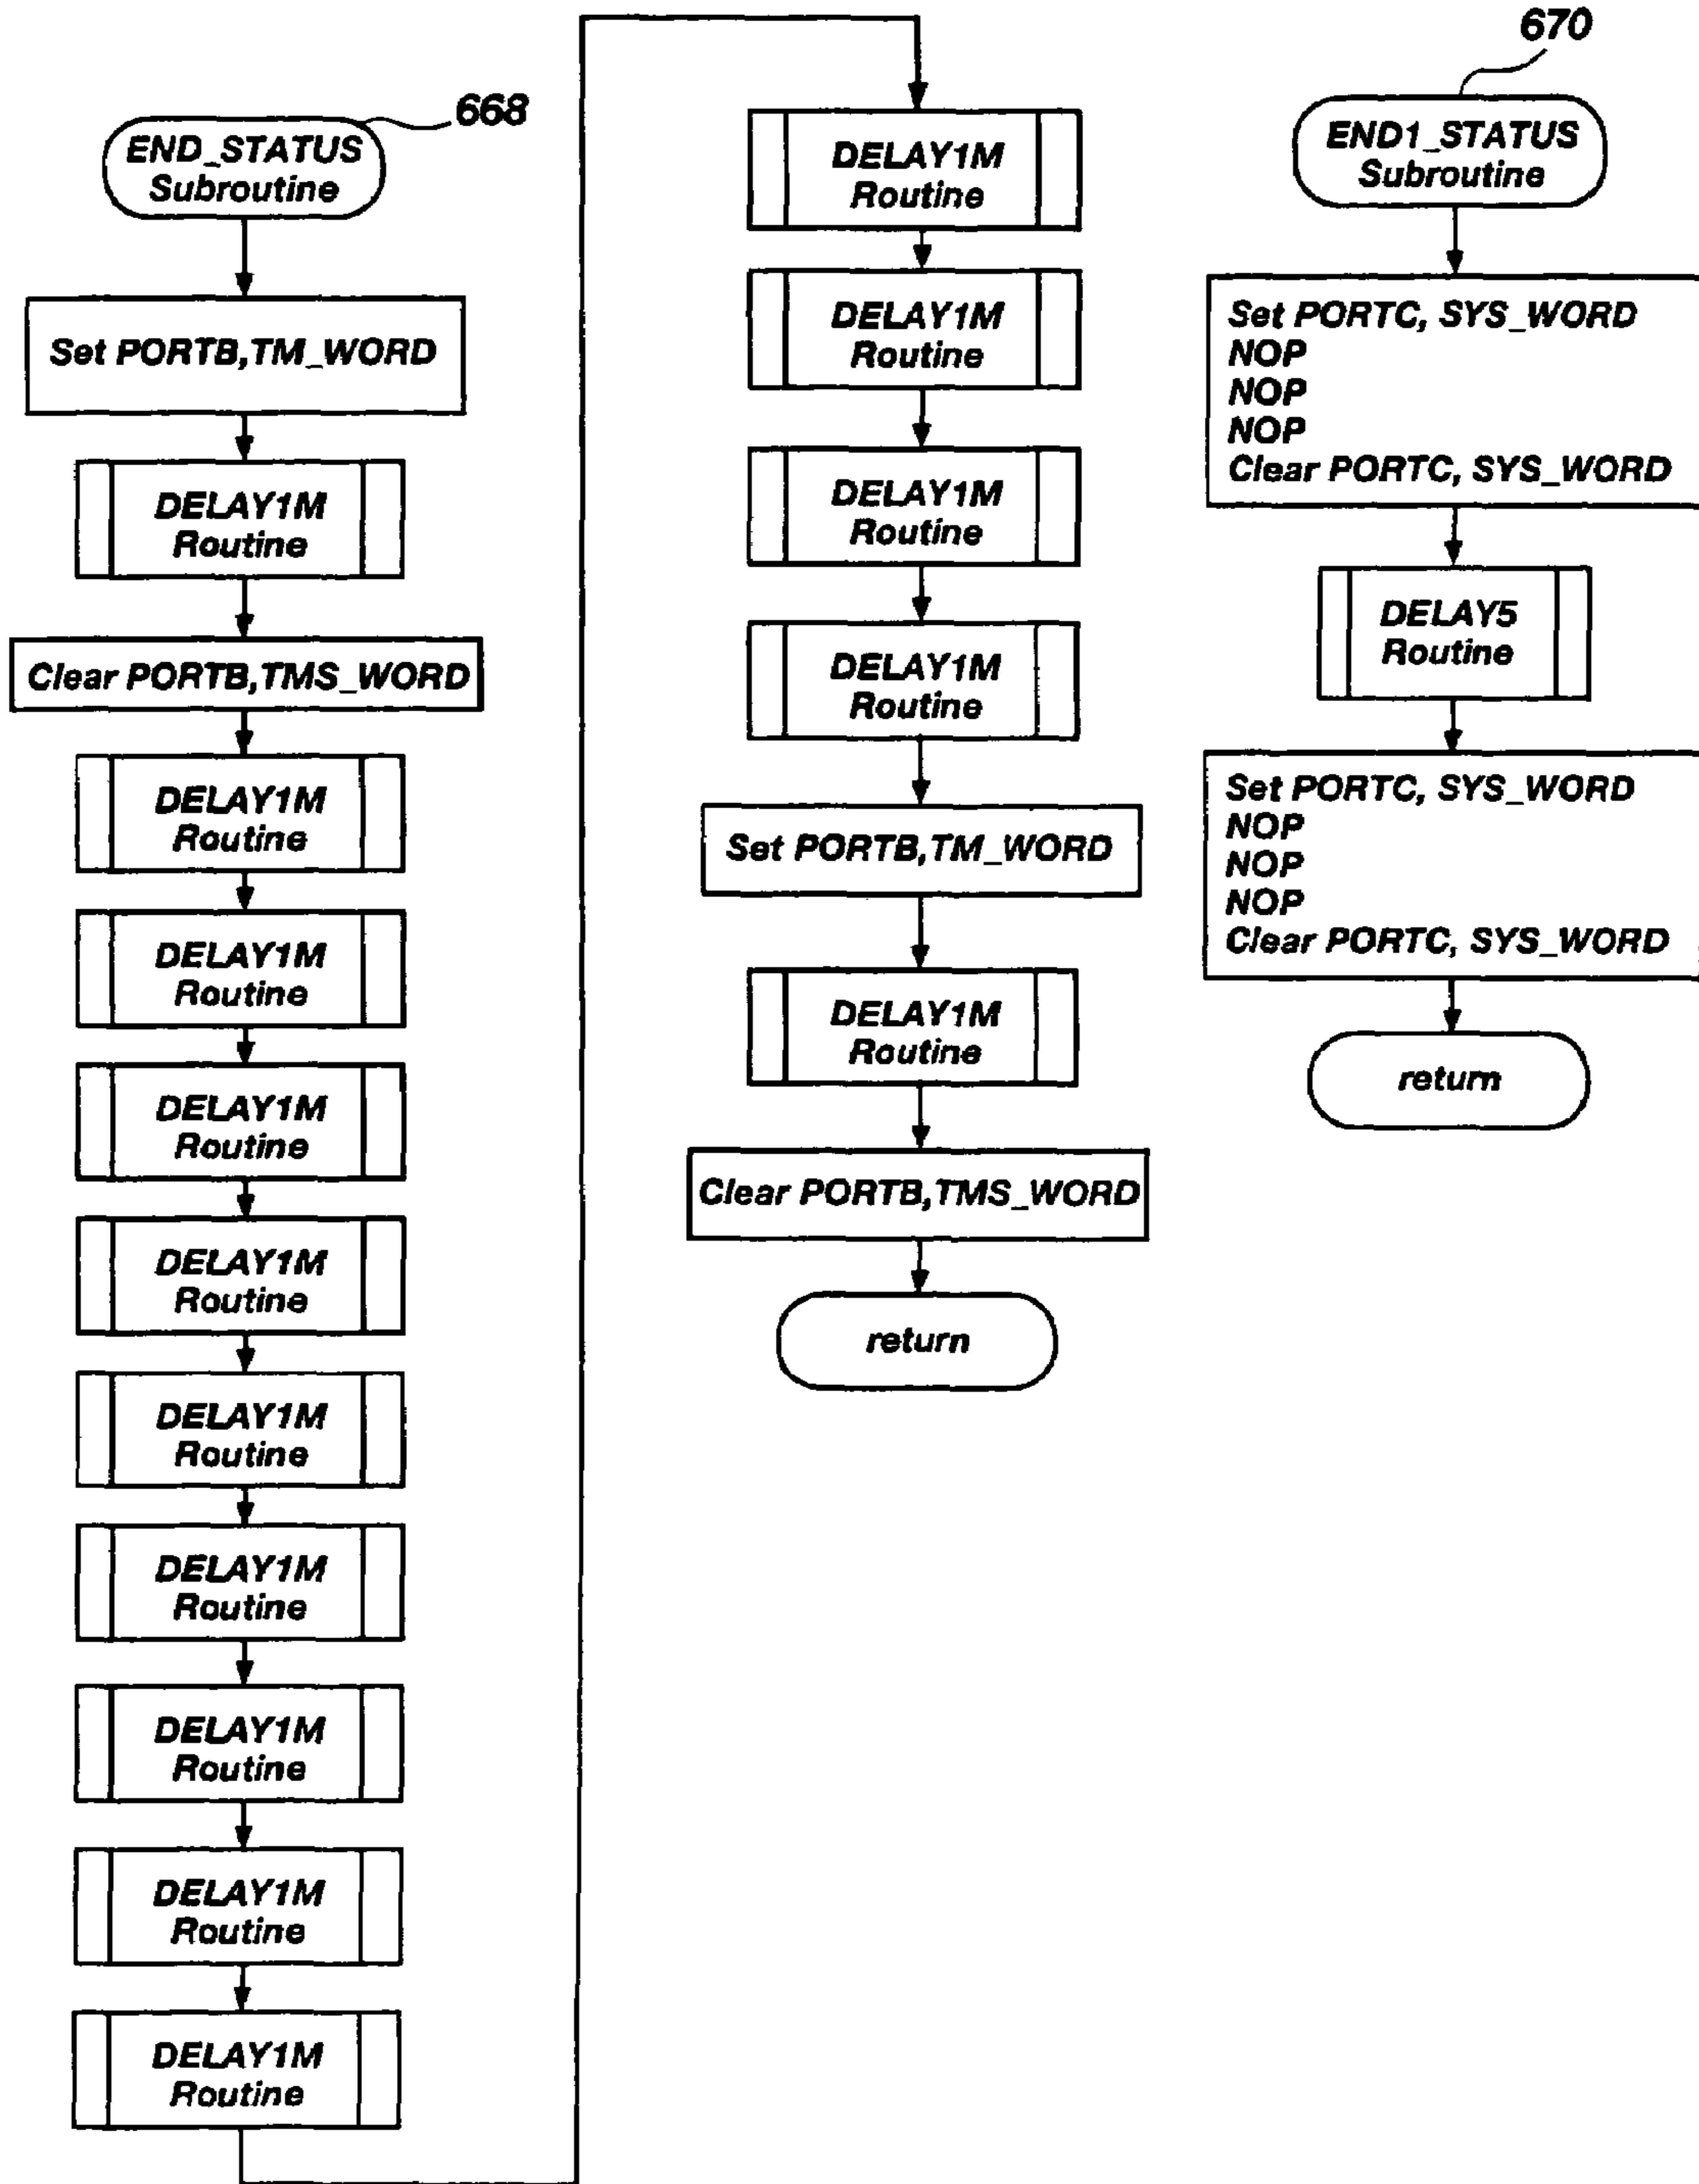 668
END_STATUS
Subroutine
Set PORTB,TM_WORD
DELAY1M
Routine
Clear PORTB,TMS_WORD
DELAY1M
Routine
DELAY1M
Routine
DELAY1M
Routine
DELAY1M
Routine
DELAY1M
Routine
DELAY1M
Routine
DELAY1M
Routine
DELAY1M
Routine
DELAY1M
Routine
DELAY1M
Routine
DELAY1M
Routine
DELAY1M
Routine
DELAY1M
Routine
Set PORTB,TM_WORD
DELAY1M
Routine
Clear PORTB,TMS_WORD
return
670
END1_STATUS
Subroutine
Set PORTC, SYS_WORD
NOP
NOP
NOP
Clear PORTC, SYS_WORD
DELAY5
Routine
Set PORTC, SYS_WORD
NOP
NOP
NOP
Clear PORTC, SYS_WORD
return